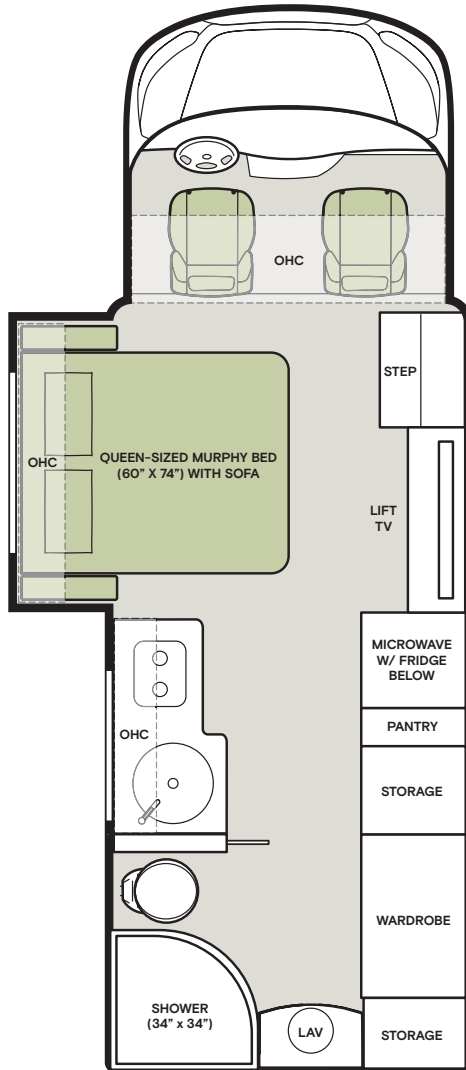 OHC
STEP
OHC
QUEEN-SIZED MURPHY BED
(60" X 74") WITH SOFA
LIFT
TV
MICROWAVE
W/ FRIDGE
BELOW
PANTRY
OHC
STORAGE
WARDROBE
SHOWER
(34" x 34")
LAV
STORAGE